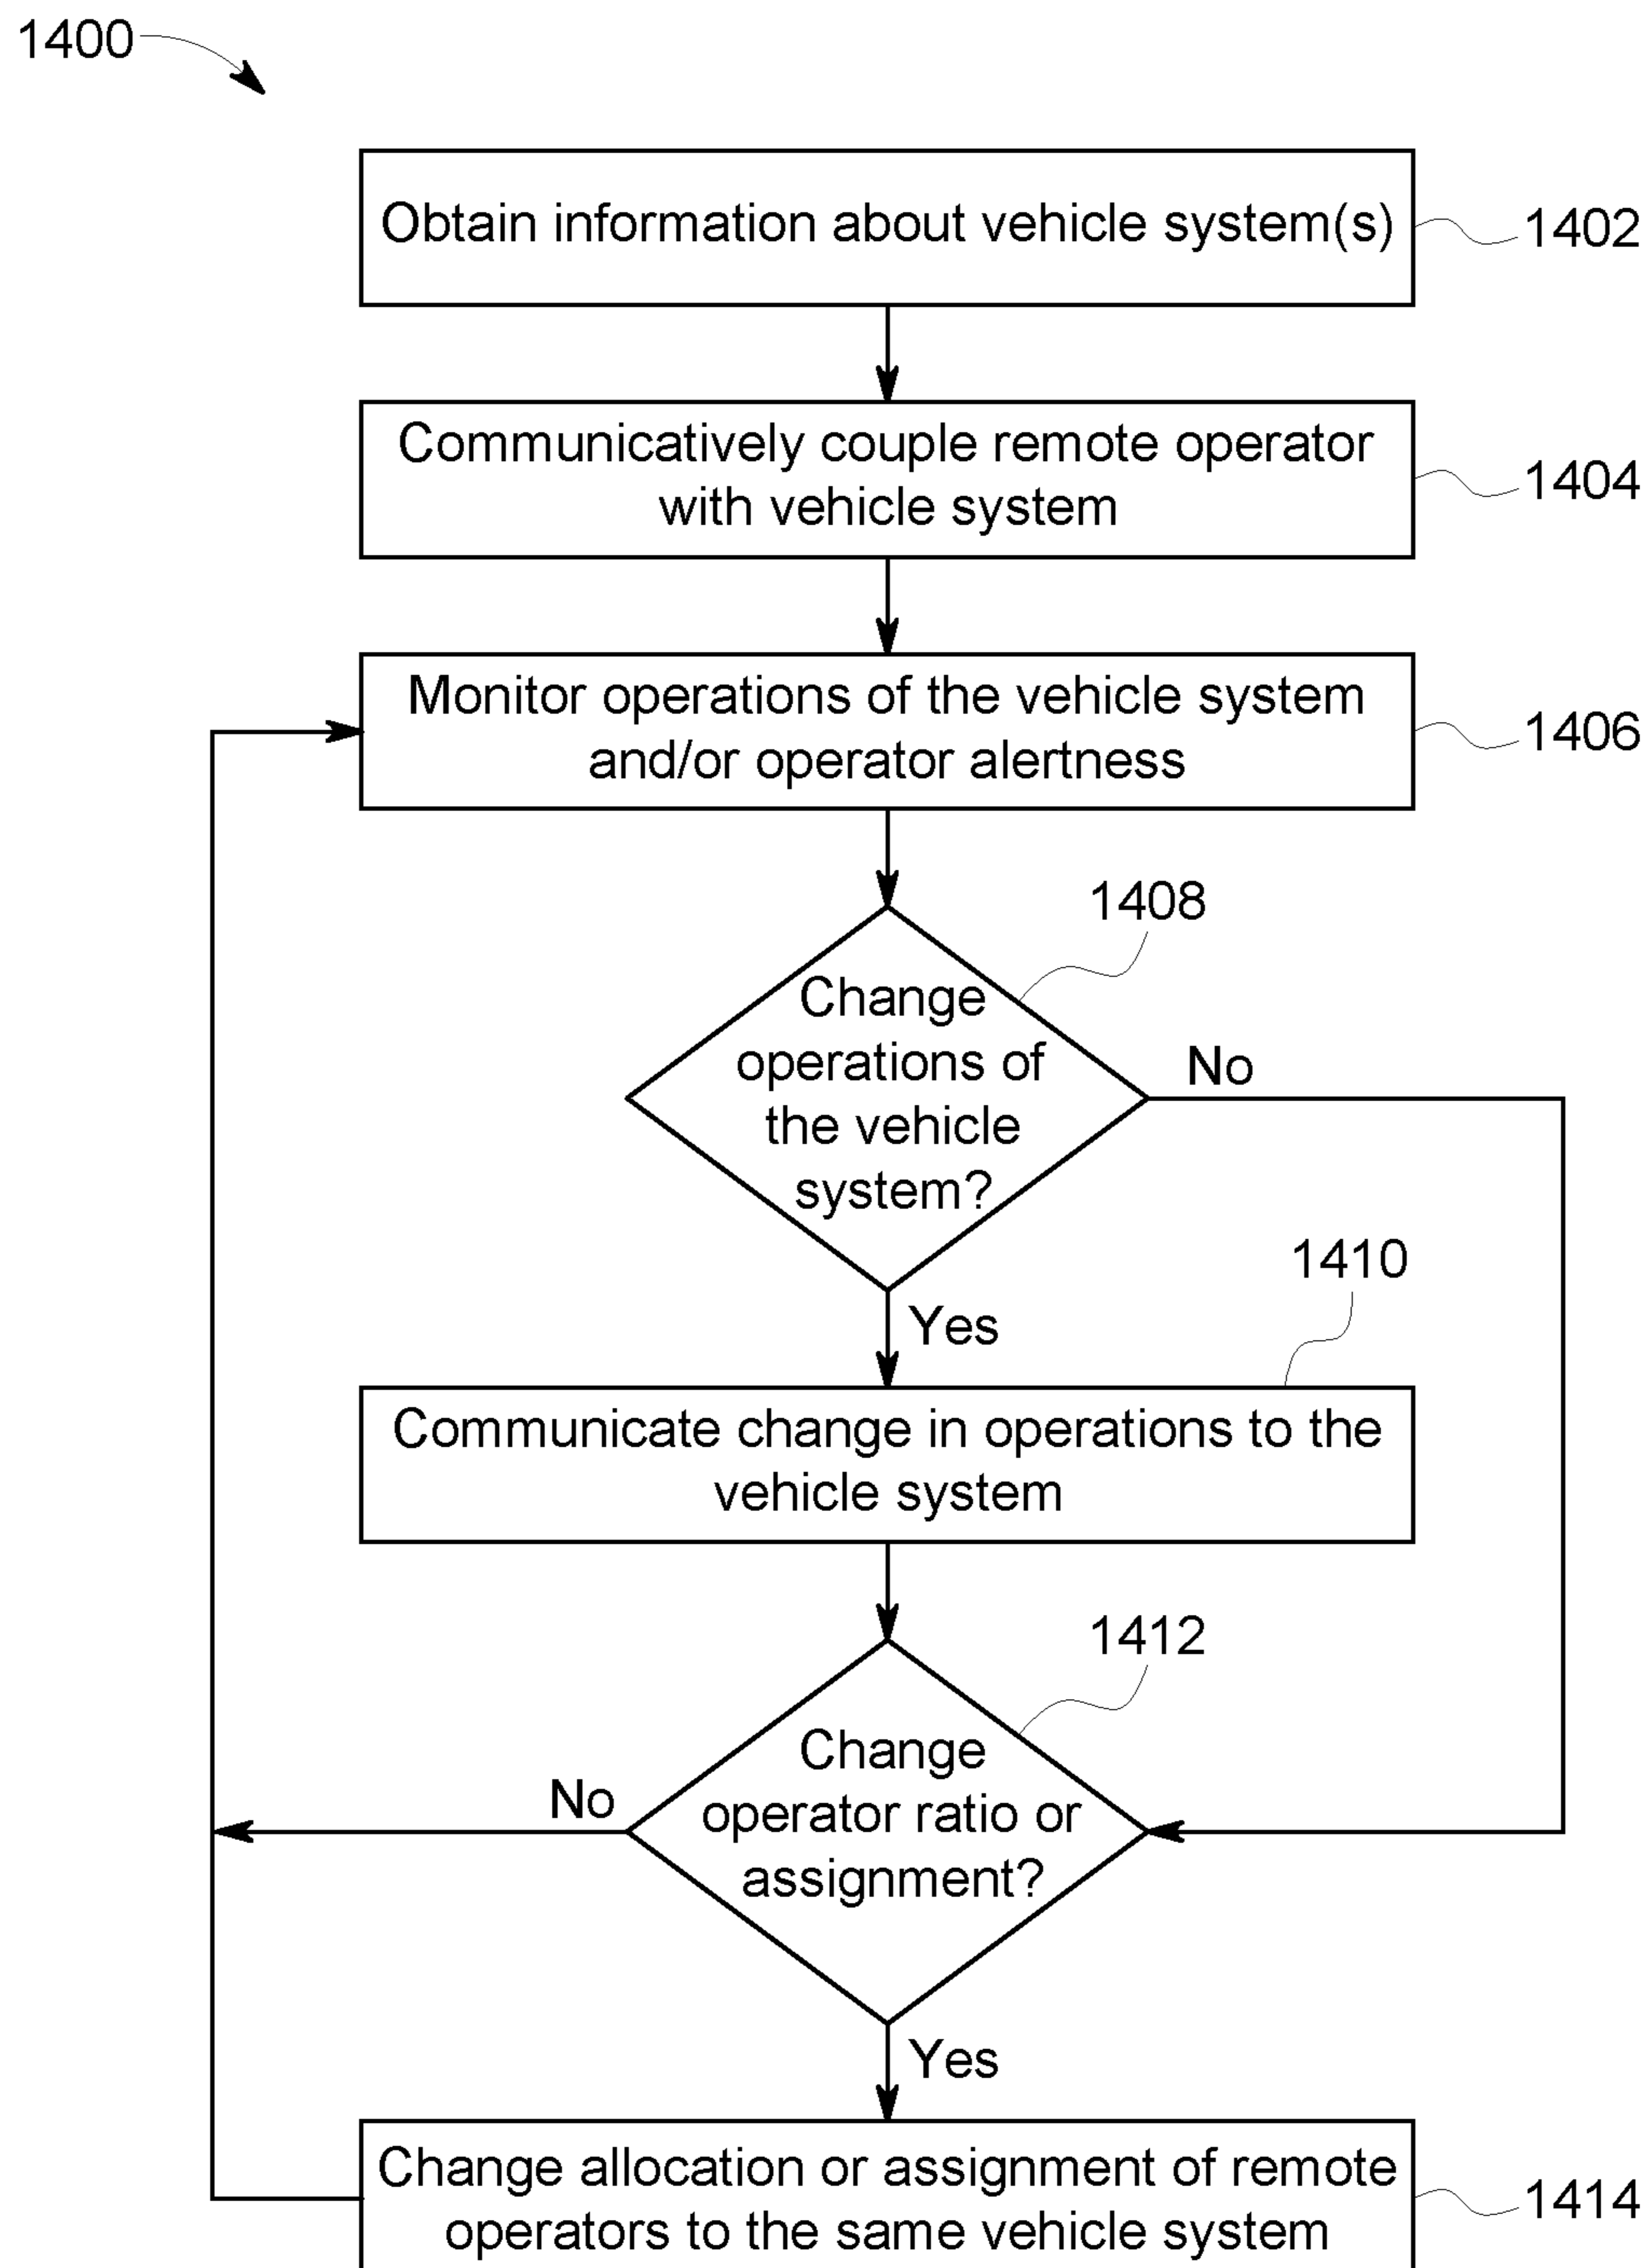 1400
Obtain information about vehicle system(s)
1402
Communicatively couple remote operator
with vehicle system
1404
Monitor operations of the vehicle system
and/or operator alertness
1406
1408
Change
operations of
the vehicle
system?
No
Yes
1410
Communicate change in operations to the
vehicle system
1412
Change
operator ratio or
assignment?
No
Yes
Change allocation or assignment of remote
operators to the same vehicle system
1414